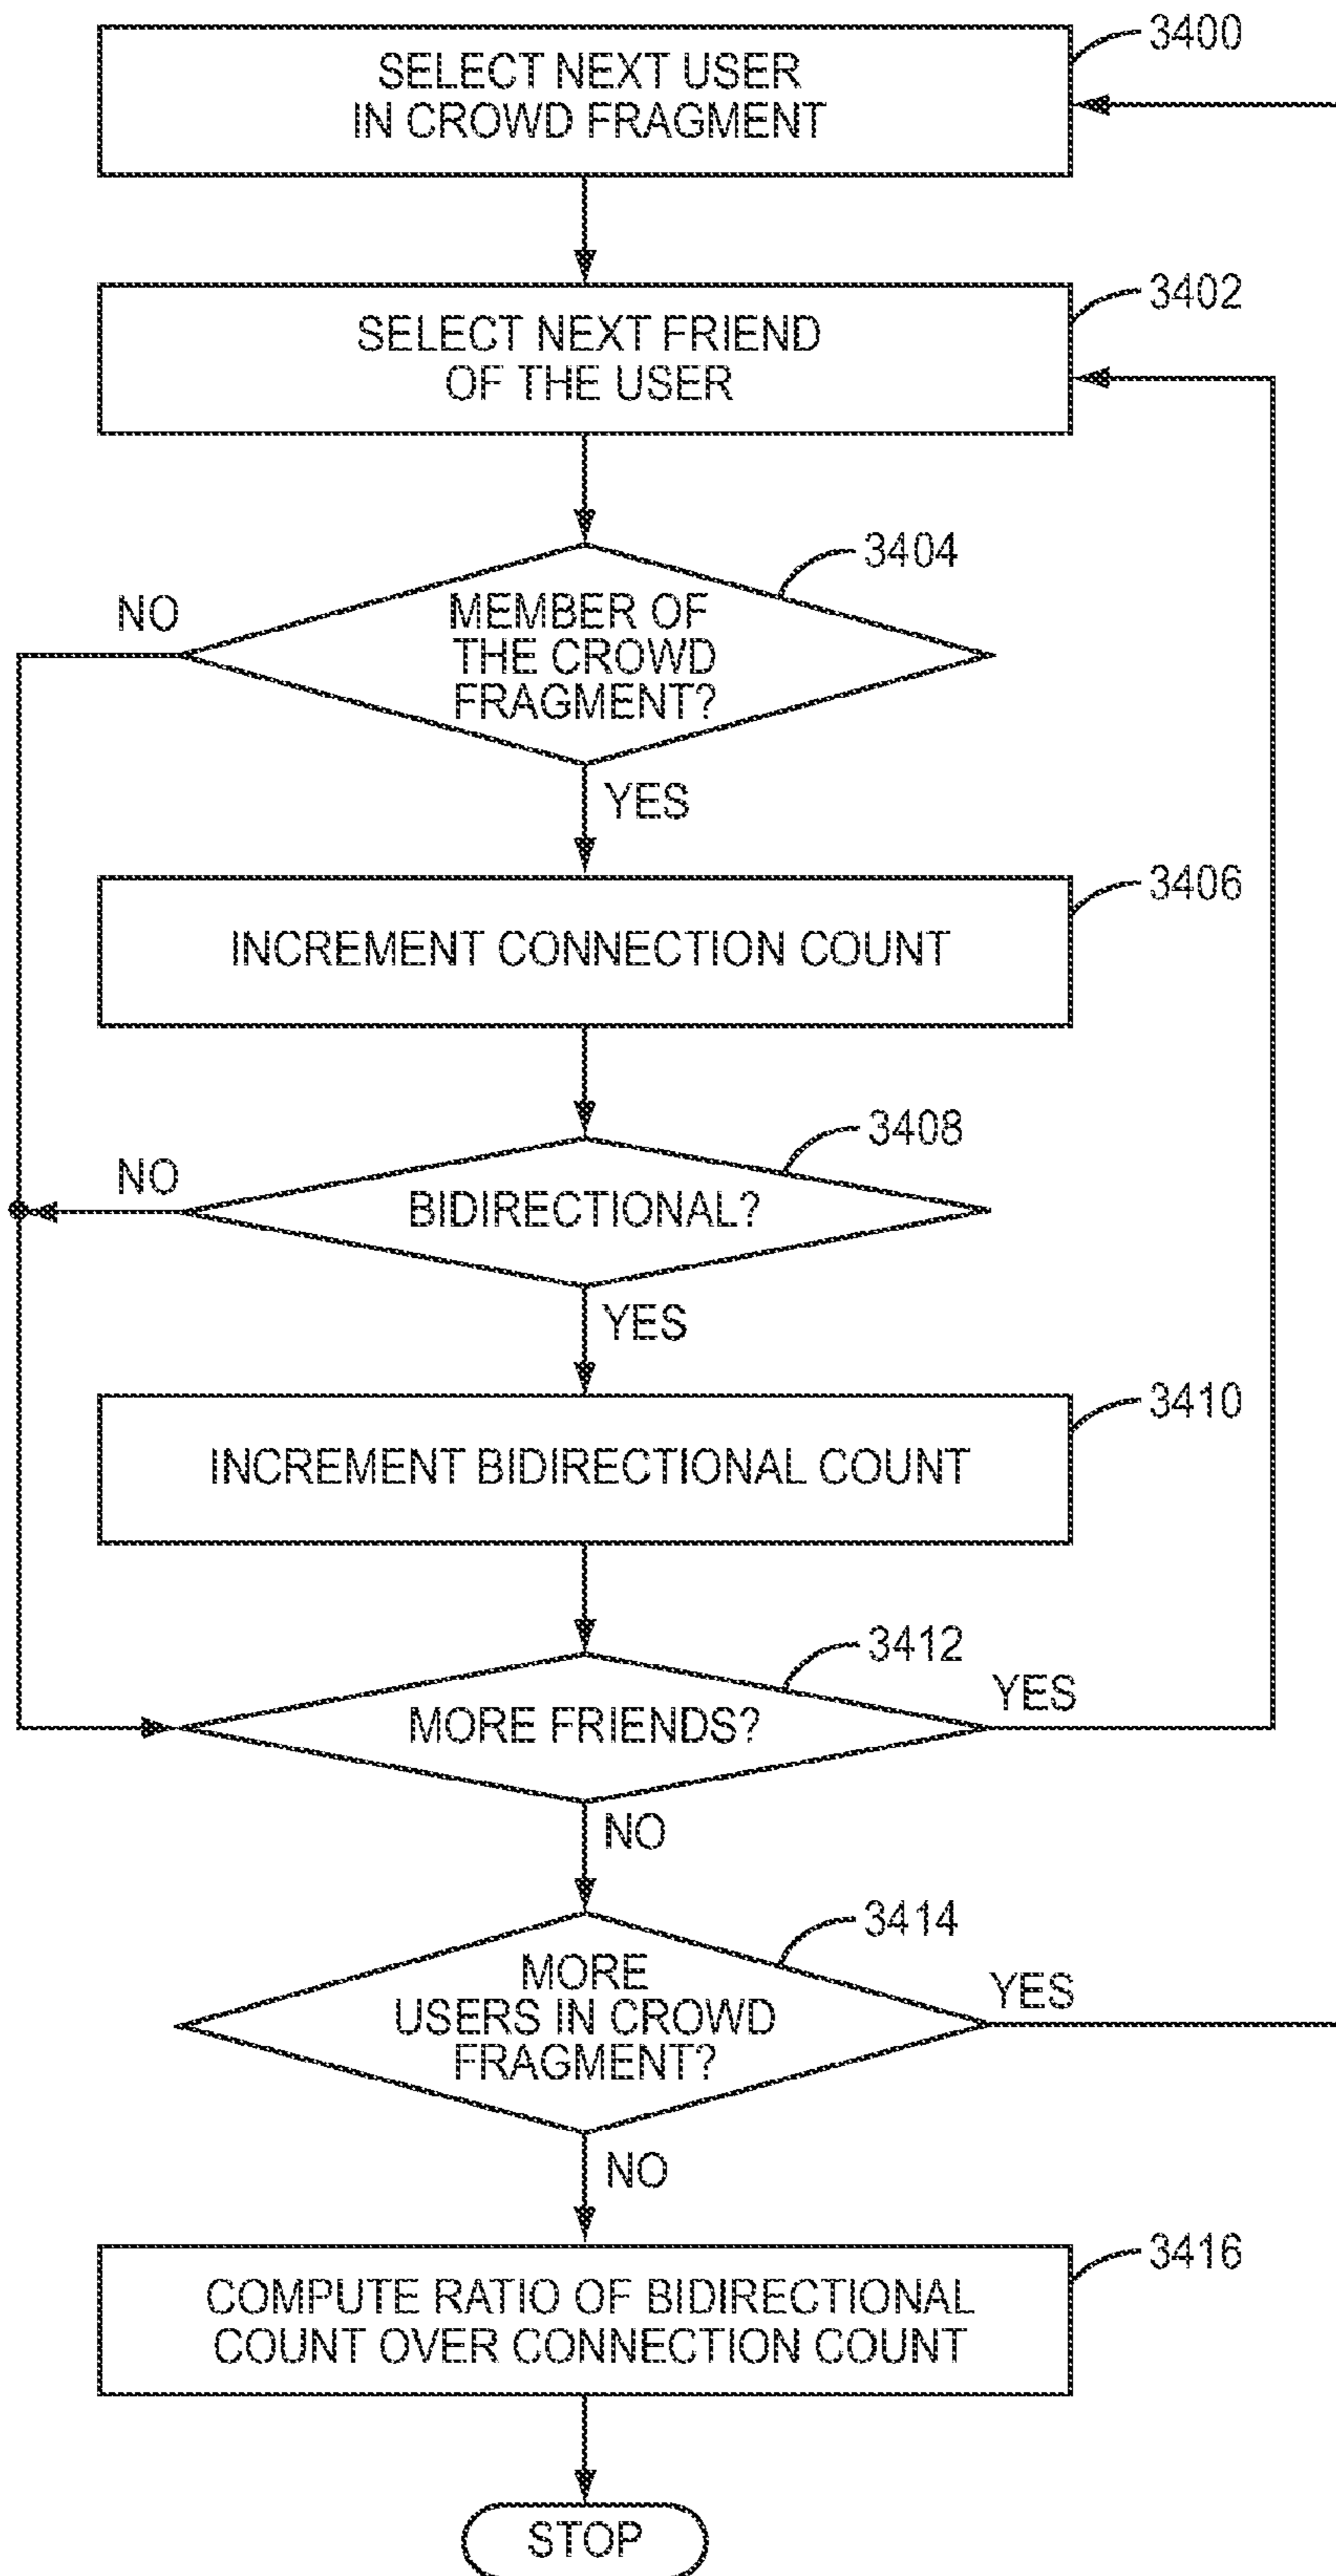 3400
SELECT NEXT USER
IN CROWD FRAGMENT
3402
SELECT NEXT FRIEND
OF THE USER
3404
NO
MEMBER OF
THE CROWD
FRAGMENT?
YES
3406
INCREMENT CONNECTION COUNT
3408
NO
BIDIRECTIONAL?
YES
3410
INCREMENT BIDIRECTIONAL COUNT
3412
YES
MORE FRIENDS?
NO
3414
MORE
YES
USERS IN CROWD
FRAGMENT?
NO
3416
COMPUTE RATIO OF BIDIRECTIONAL
COUNT OVER CONNECTION COUNT
STOP